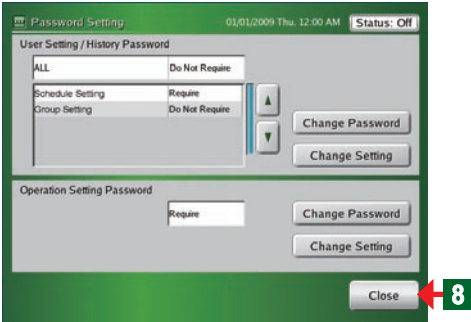 Password Setting 01/01/2009 Thu. 12:00 AM Status: Off
User Setting / History Password
ALL Do Not Require
Schedule Setting Require
Group Setting Do Not Require
Change Password
Change Setting
Operation Setting Password
Require Change Password
Change Setting
Close 8